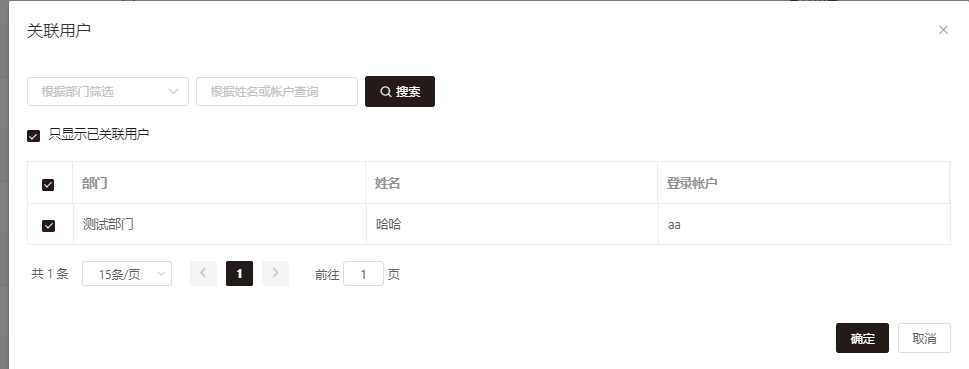 关联用户
根据部门筛选 根据姓名或帐户查询 搜索
只显示已关联用户
部门 姓名 登录帐户
测试部门 哈哈 aa
共 1 条 15条/页 1 前往 1 页
确定 取消